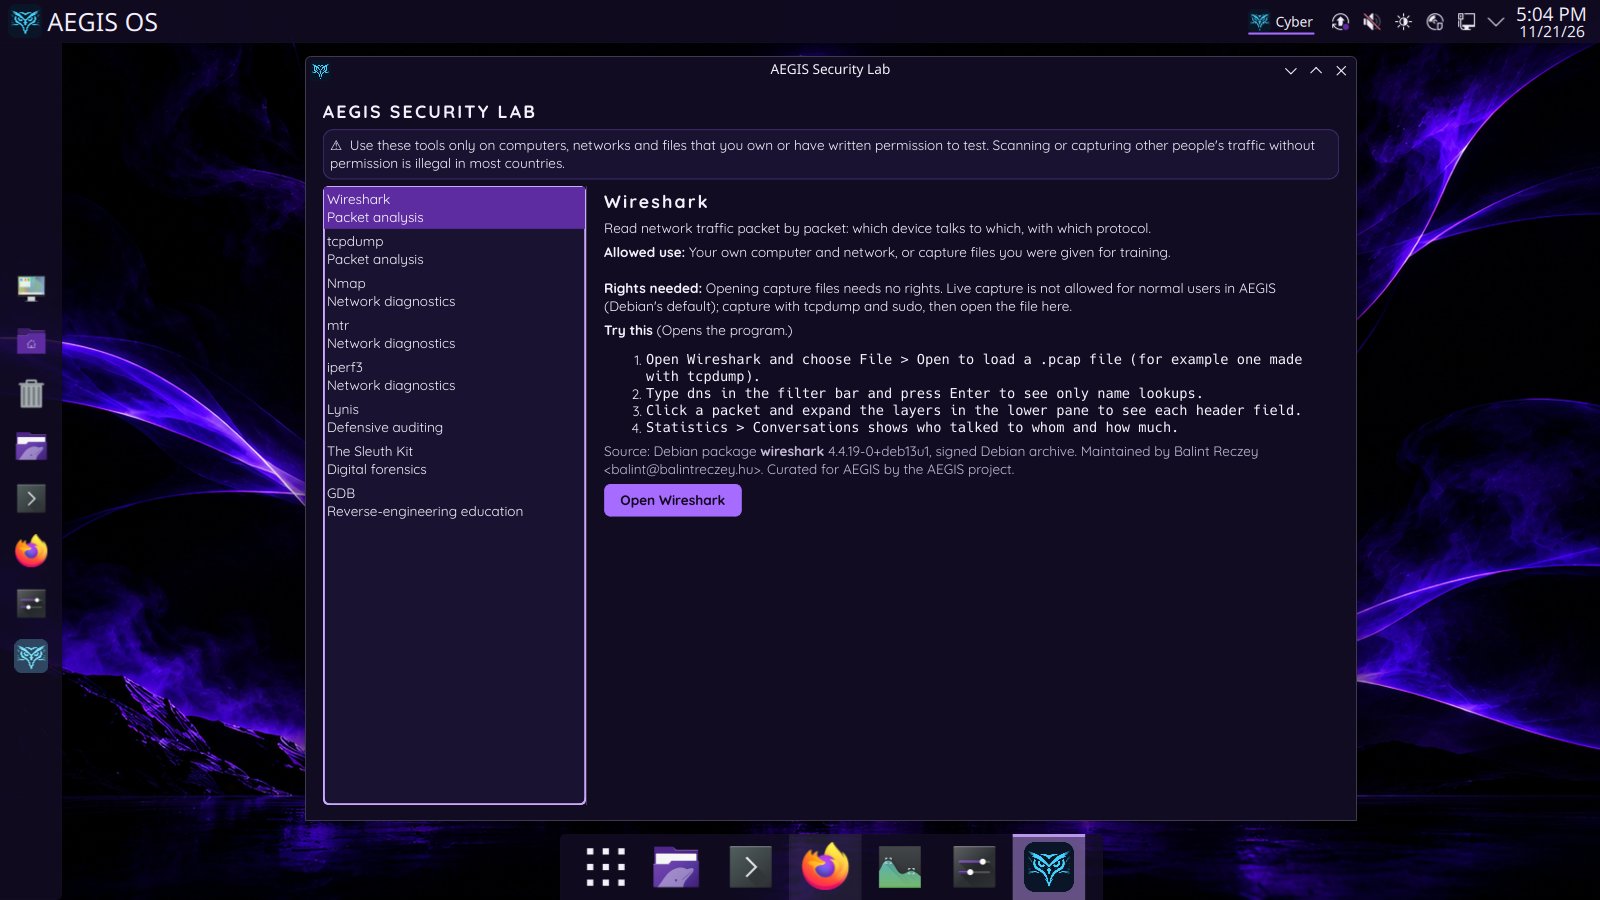 AEGIS OS
Cyber
5:04 PM
11/21/26
AEGIS Security Lab
AEGIS SECURITY LAB
⚠ Use these tools only on computers, networks and files that you own or have written permission to test. Scanning or capturing other people's traffic without
permission is illegal in most countries.
Wireshark
Packet analysis
tcpdump
Packet analysis
Nmap
Network diagnostics
mtr
Network diagnostics
iperf3
Network diagnostics
Lynis
Defensive auditing
The Sleuth Kit
Digital forensics
GDB
Reverse-engineering education
Wireshark
Read network traffic packet by packet: which device talks to which, with which protocol.
Allowed use: Your own computer and network, or capture files you were given for training.
Rights needed: Opening capture files needs no rights. Live capture is not allowed for normal users in AEGIS
(Debian's default); capture with tcpdump and sudo, then open the file here.
Try this (Opens the program.)
1. Open Wireshark and choose File > Open to load a .pcap file (for example one made
with tcpdump).
2. Type dns in the filter bar and press Enter to see only name lookups.
3. Click a packet and expand the layers in the lower pane to see each header field.
4. Statistics > Conversations shows who talked to whom and how much.
Source: Debian package wireshark 4.4.19-0+deb13u1, signed Debian archive. Maintained by Balint Reczey
<balint@balintreczey.hu>. Curated for AEGIS by the AEGIS project.
Open Wireshark